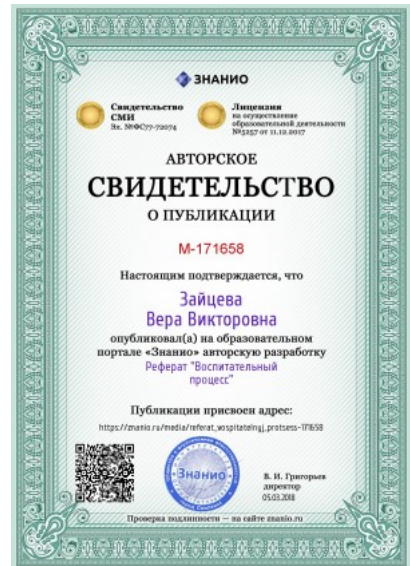 ЗНАНИО
Свидетельство
СМИ
Эл. №ФС77-72074
Лицензия
на осуществление
образовательной деятельности
№5257 от 11.12.2017
АВТОРСКОЕ
СВИДЕТЕЛЬСТВО
О ПУБЛИКАЦИИ
М-171658
Настоящим подтверждается, что
Зайцева
Вера Викторовна
опубликовал(а) на образовательном
портале «Знанио» авторскую разработку
Реферат "Воспитательный
процесс"
Публикации присвоен адрес:
https://znanio.ru/media/referat_vospitatelnyj_protsess-171658
Знанио
В. И. Григорьев
директор
05.03.2018
Проверка подлинности — на сайте znanio.ru